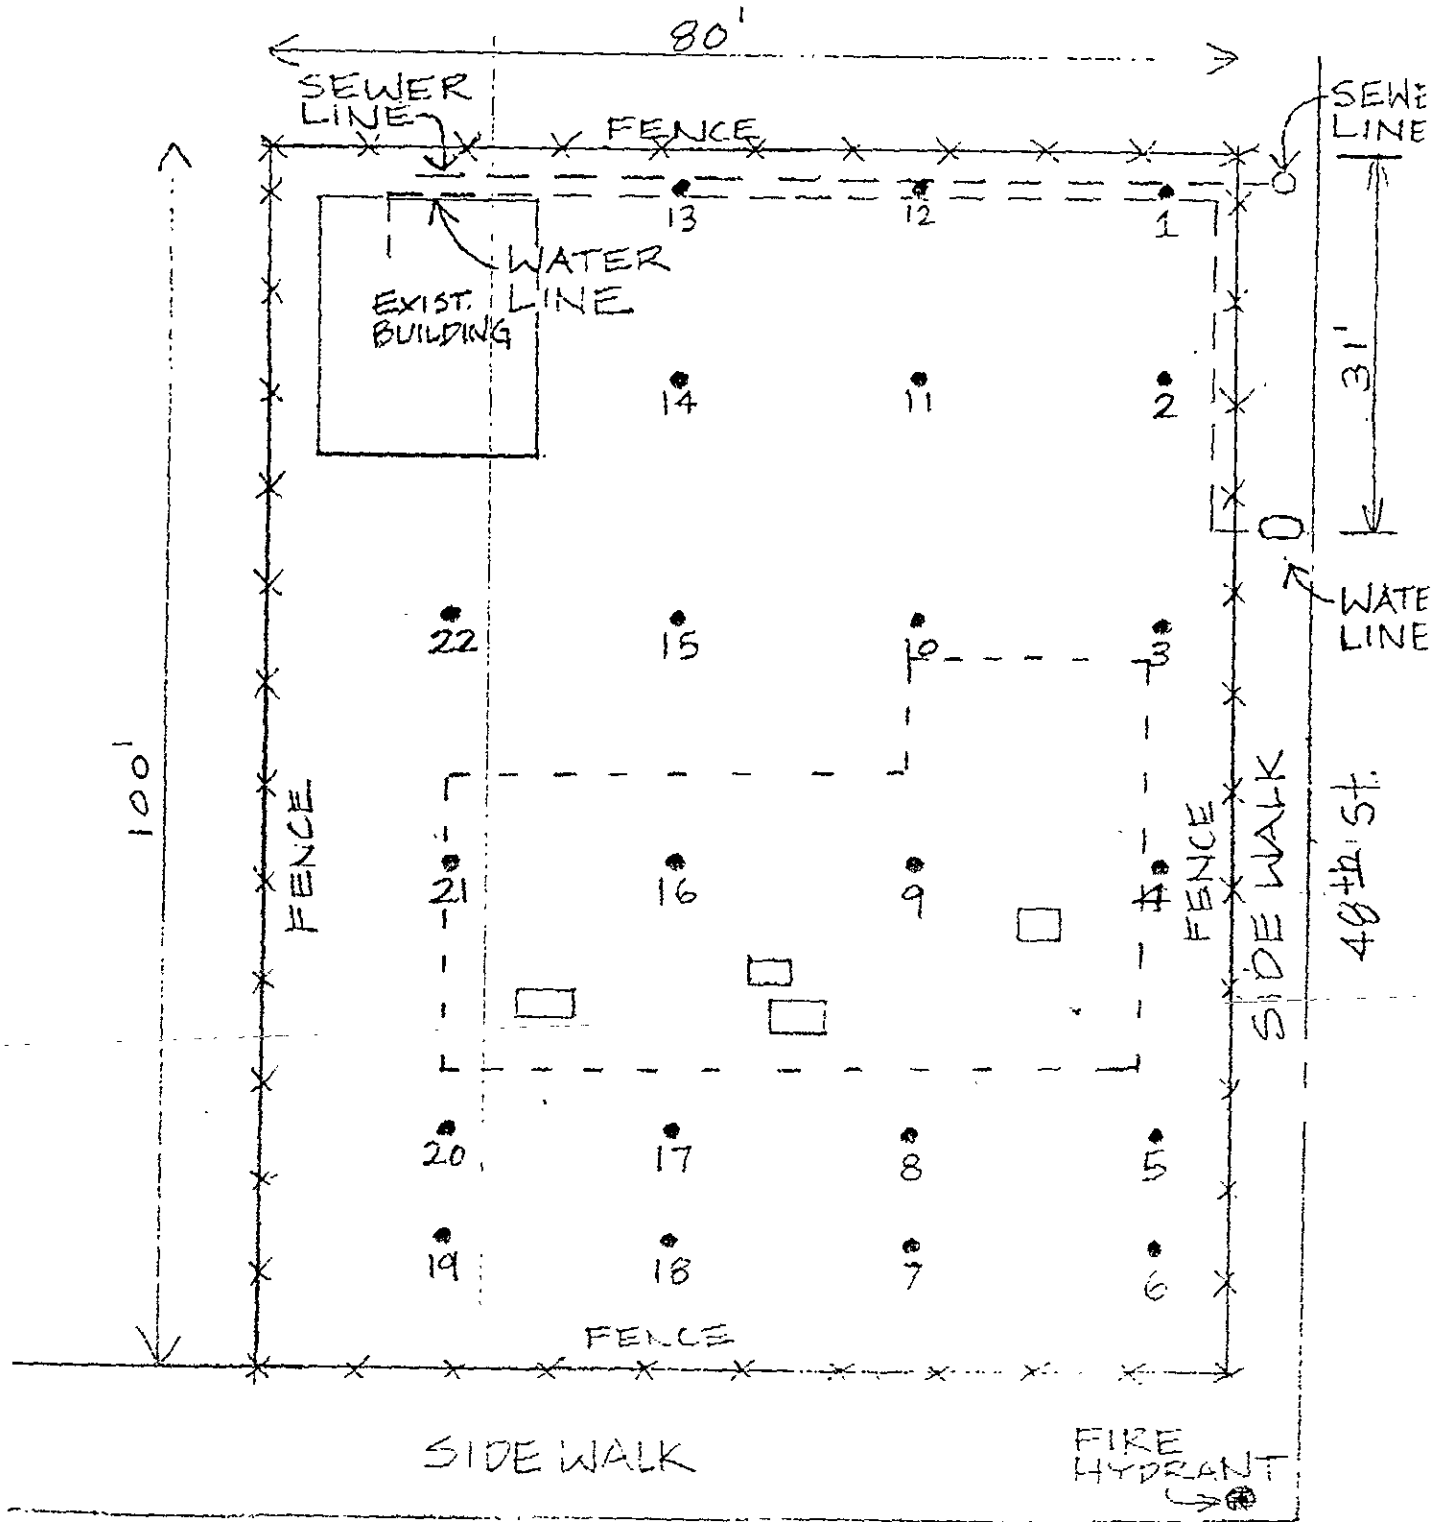 80'
SEWER
LINE
FENCE
SEWE
LINE
13
12
1
WATER
LINE
EXIST.
BUILDING
31'
14
11
2
WATE
LINE
22
15
10
3
100'
FENCE
21
16
9
4
FENCE
SIDE WALK
48th St.
20
17
8
5
19
18
7
6
FENCE
SIDE WALK
FIRE
HYDRANT